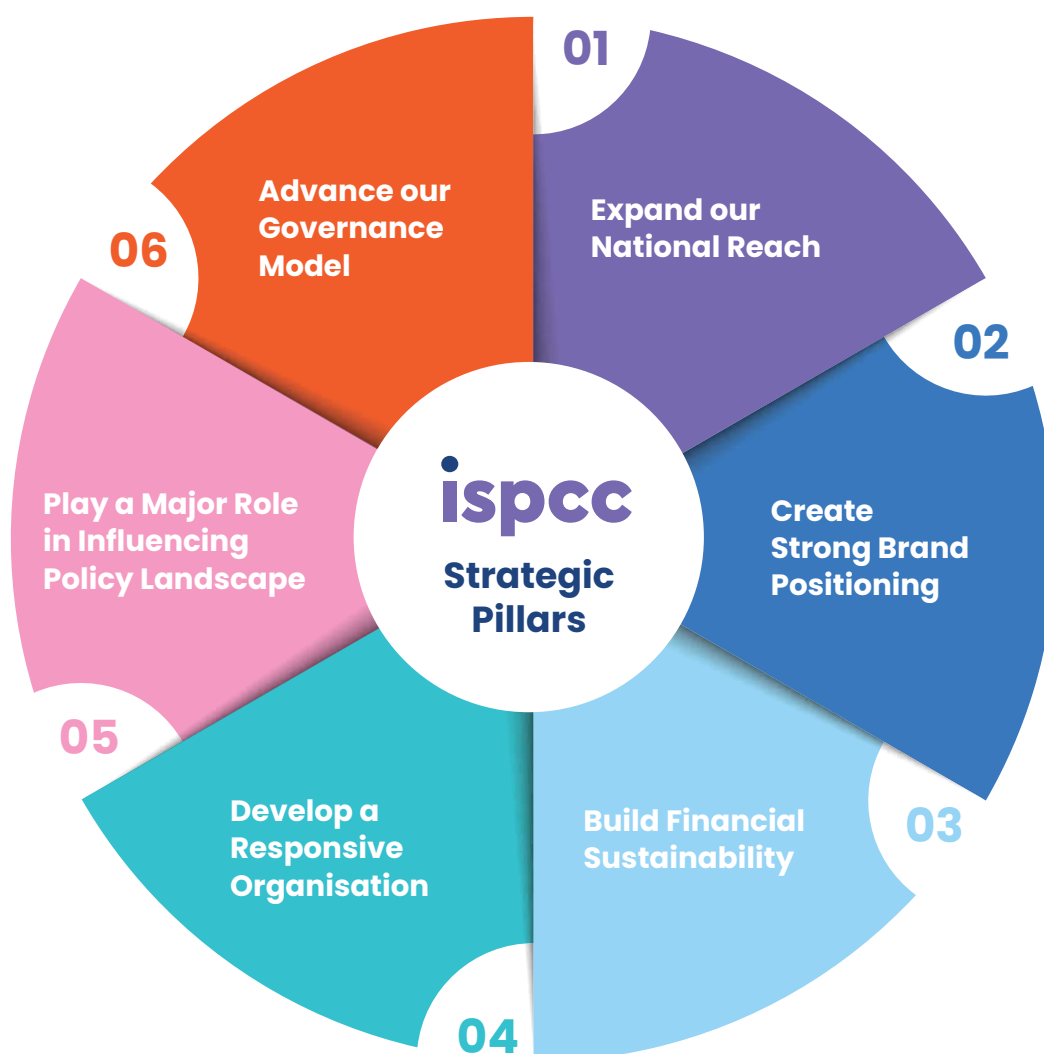 ispcc
Strategic
Pillars
01
Expand our
National Reach
02
Create
Strong Brand
Positioning
03
Build Financial
Sustainability
04
Develop a
Responsive
Organisation
05
Play a Major Role
in Influencing
Policy Landscape
06
Advance our
Governance
Model